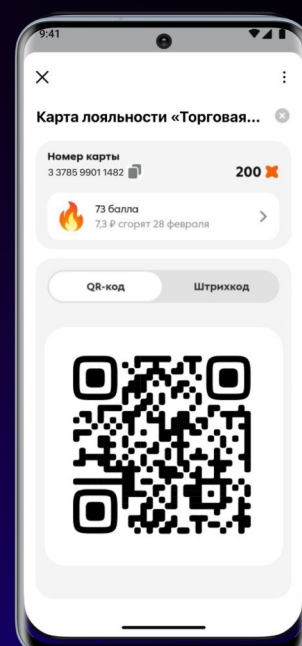 9:41
Карта лояльности «Торговая...
Номер карты
3 3785 9901 1482
200
73 балла
7,3 ₽ сгорят 28 февраля
QR-код
Штрихкод